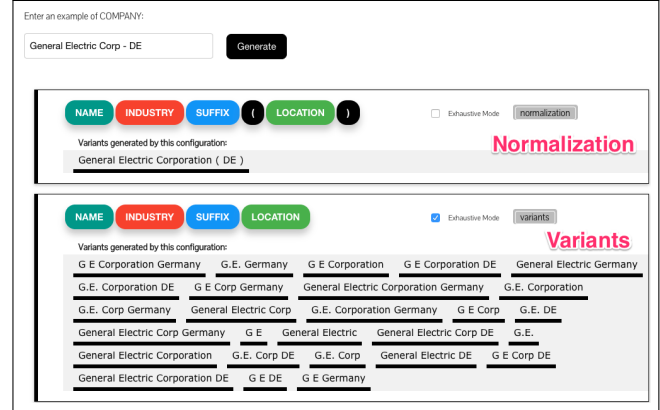 Enter an example of COMPANY:
General Electric Corp - DE Generate
NAME INDUSTRY SUFFIX ( LOCATION ) Exhaustive Mode normalization
Normalization
Variants generated by this configuration:
General Electric Corporation ( DE )
NAME INDUSTRY SUFFIX LOCATION Exhaustive Mode variants
Variants
Variants generated by this configuration:
G E Corporation Germany G.E. Germany G E Corporation G E Corporation DE General Electric Germany
G.E. Corporation DE G E Corp Germany General Electric Corporation Germany G.E. Corporation
G.E. Corp Germany General Electric Corp G.E. Corporation Germany G E Corp G.E. DE
General Electric Corp Germany G E General Electric General Electric Corp DE G.E.
General Electric Corporation G.E. Corp DE G.E. Corp General Electric DE G E Corp DE
General Electric Corporation DE G E DE G E Germany